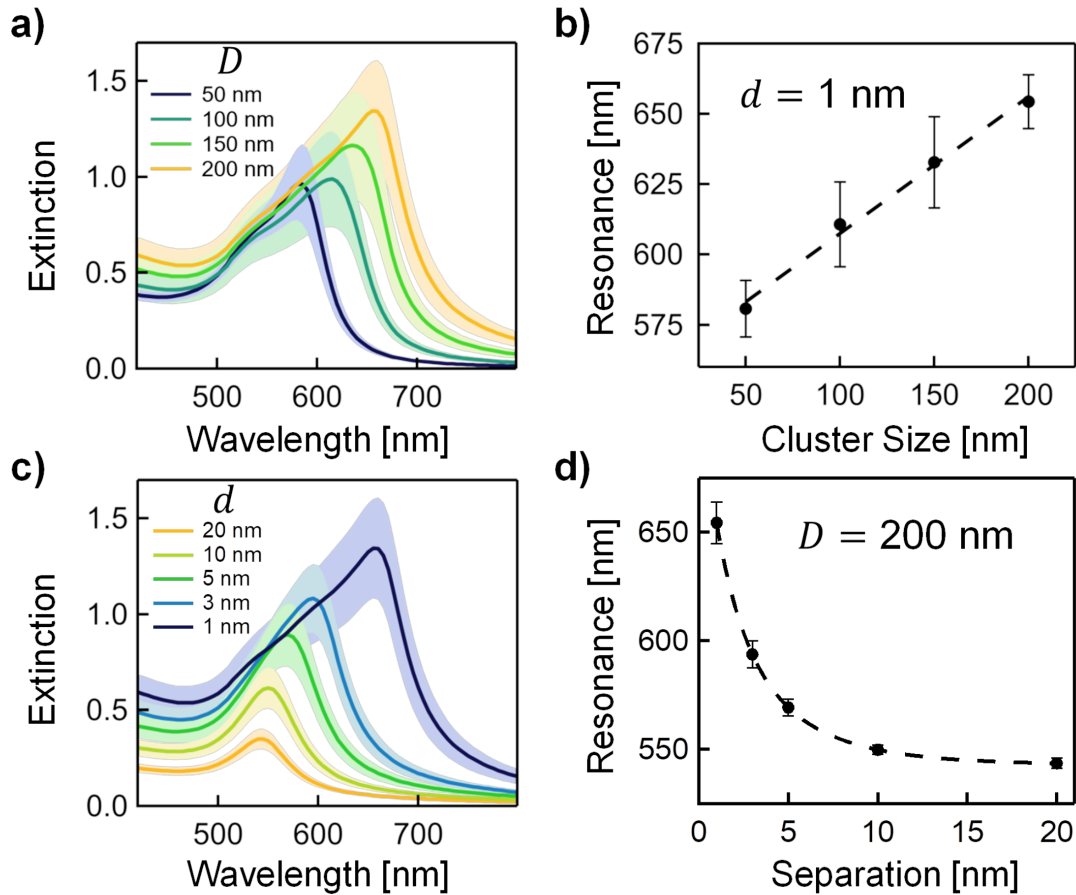 a)
D
50 nm
100 nm
150 nm
200 nm
1.5
1.0
0.5
0.0
Extinction
500 600 700
Wavelength [nm]
b)
d = 1 nm
675
650
625
600
575
Resonance [nm]
50 100 150 200
Cluster Size [nm]
c)
d
20 nm
10 nm
5 nm
3 nm
1 nm
1.5
1.0
0.5
0.0
Extinction
500 600 700
Wavelength [nm]
d)
D = 200 nm
650
600
550
Resonance [nm]
0 5 10 15 20
Separation [nm]